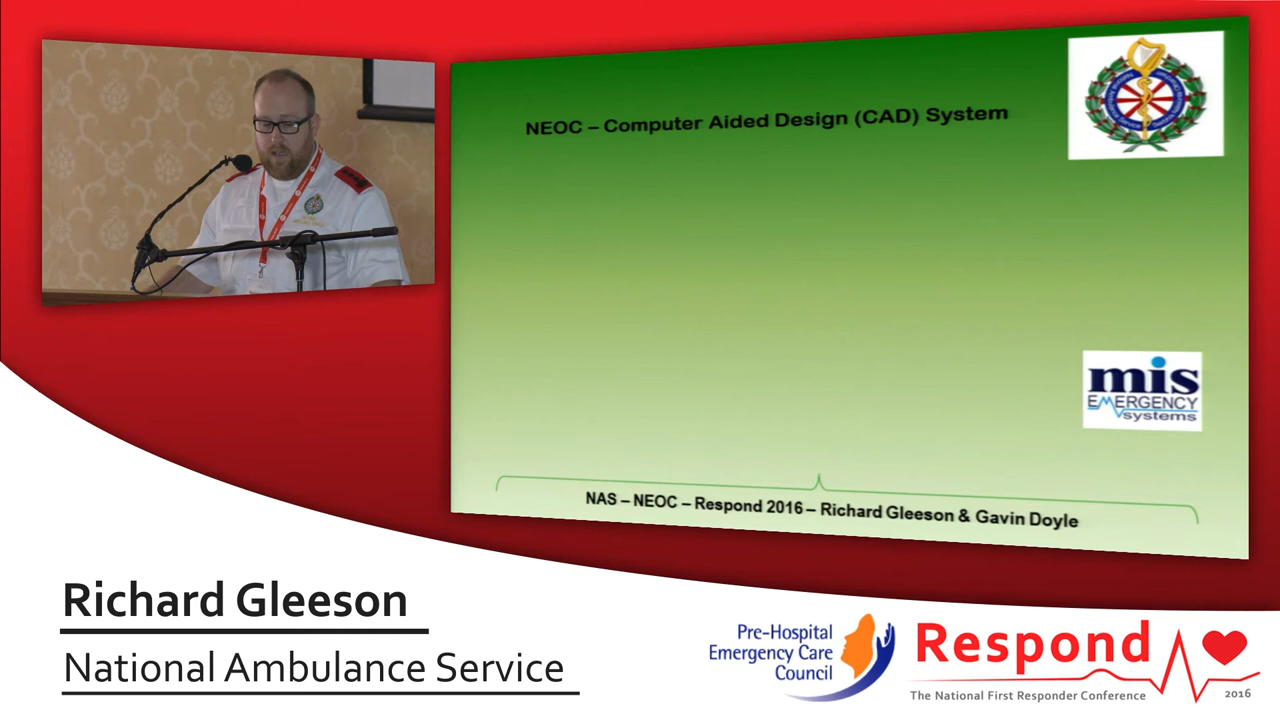 NEOC – Computer Aided Design (CAD) System
mis
EMERGENCY
systems
NAS – NEOC – Respond 2016 – Richard Gleeson & Gavin Doyle
Richard Gleeson
National Ambulance Service
Pre-Hospital
Emergency Care
Council
Respond
The National First Responder Conference
2016